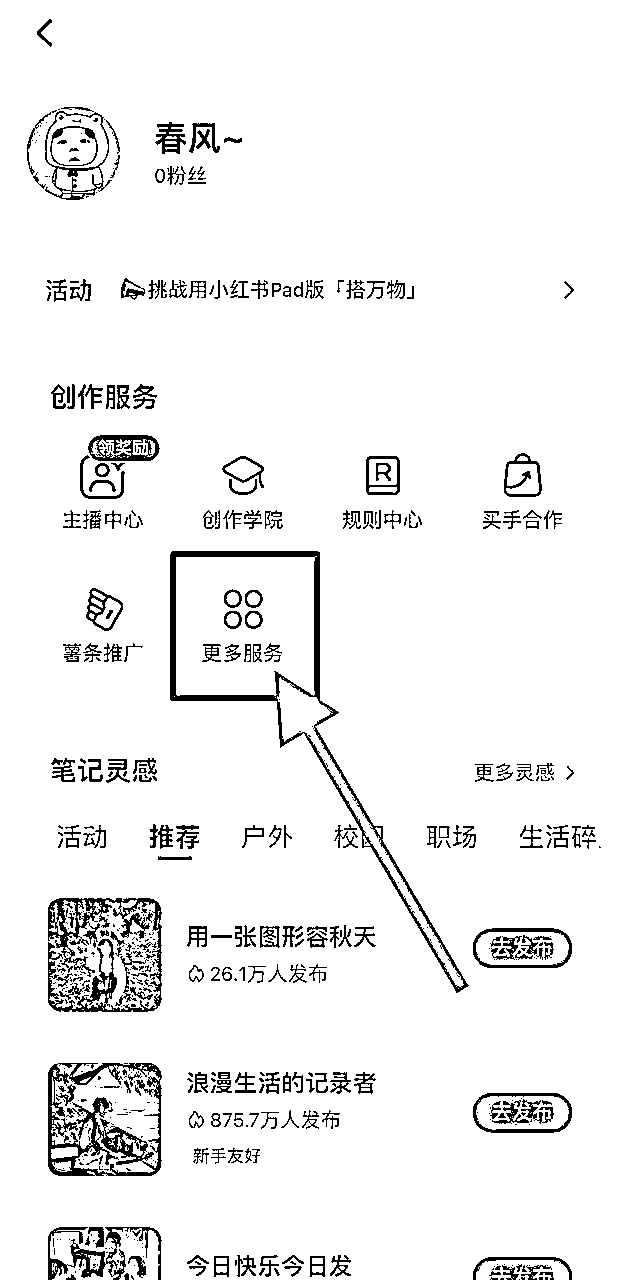 春风~
0粉丝
活动 挑战用小红书Pad版「搭万物」
创作服务
领奖励
主播中心 创作学院 规则中心 买手合作
薯条推广 更多服务
笔记灵感 更多灵感
活动 推荐 户外 校园 职场 生活碎
用一张图形容秋天
26.1万人发布
去发布
浪漫生活的记录者
875.7万人发布
去发布
新手友好
今日快乐今日发
去发布